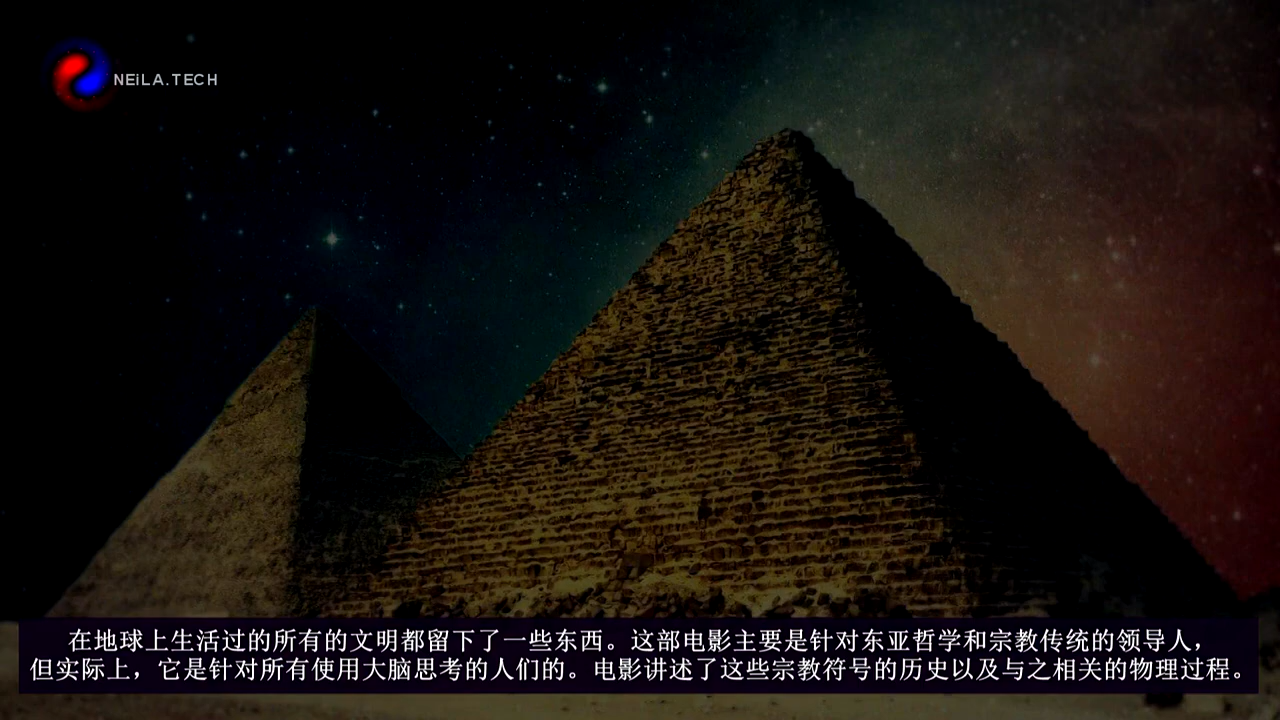 NEiLA.TECH
在地球上生活过的所有的文明都留下了一些东西。这部电影主要是针对东亚哲学和宗教传统的领导人，
但实际上，它是针对所有使用大脑思考的人们的。电影讲述了这些宗教符号的历史以及与之相关的物理过程。